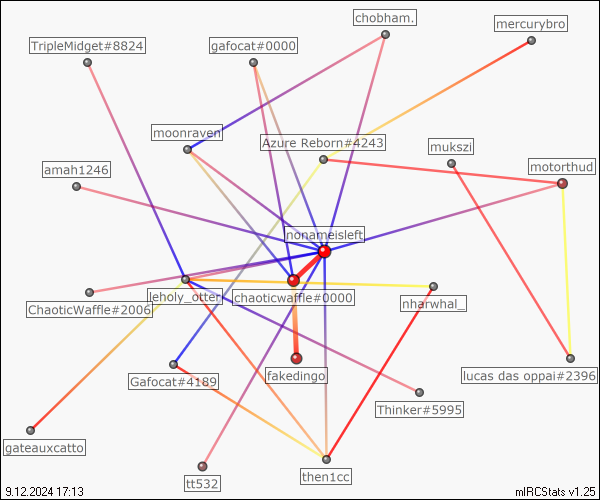 chobham.
mercurybro
TripleMidget#8824
gafocat#0000
moonraven
Azure Reborn#4243
mukszi
amah1246
motorthud
nonameisleft
leholy_otter
chaoticwaffle#0000
ChaoticWaffle#2006
nharwhal_
Gafocat#4189
fakedingo
lucas das oppai#2396
Thinker#5995
gateauxcatto
tt532
then1cc
9.12.2024 17:13
mIRCStats v1.25